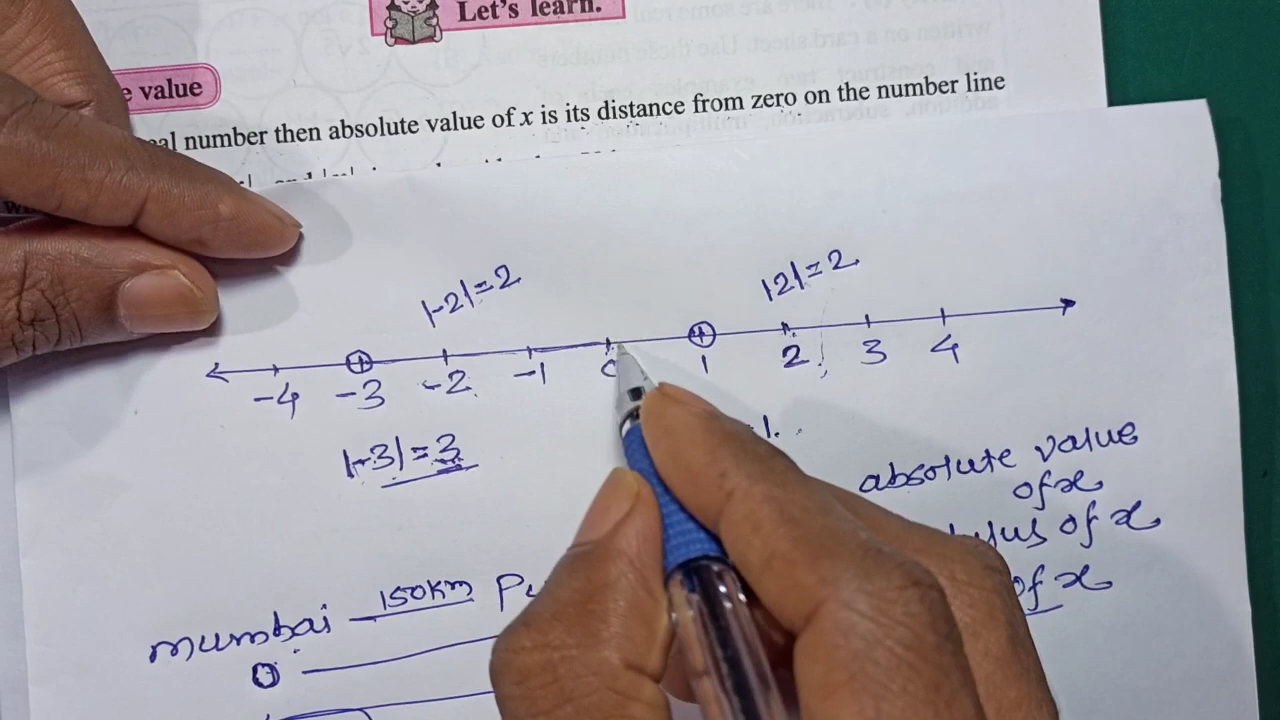 Let's learn.
value
number then absolute value of x is its distance from zero on the number line
|-2|=2
|2|=2
-4 -3 -2 -1 0 1 2 3 4
|-3|=3
absolute value
of x
of x
mumbai 150km
of x
0